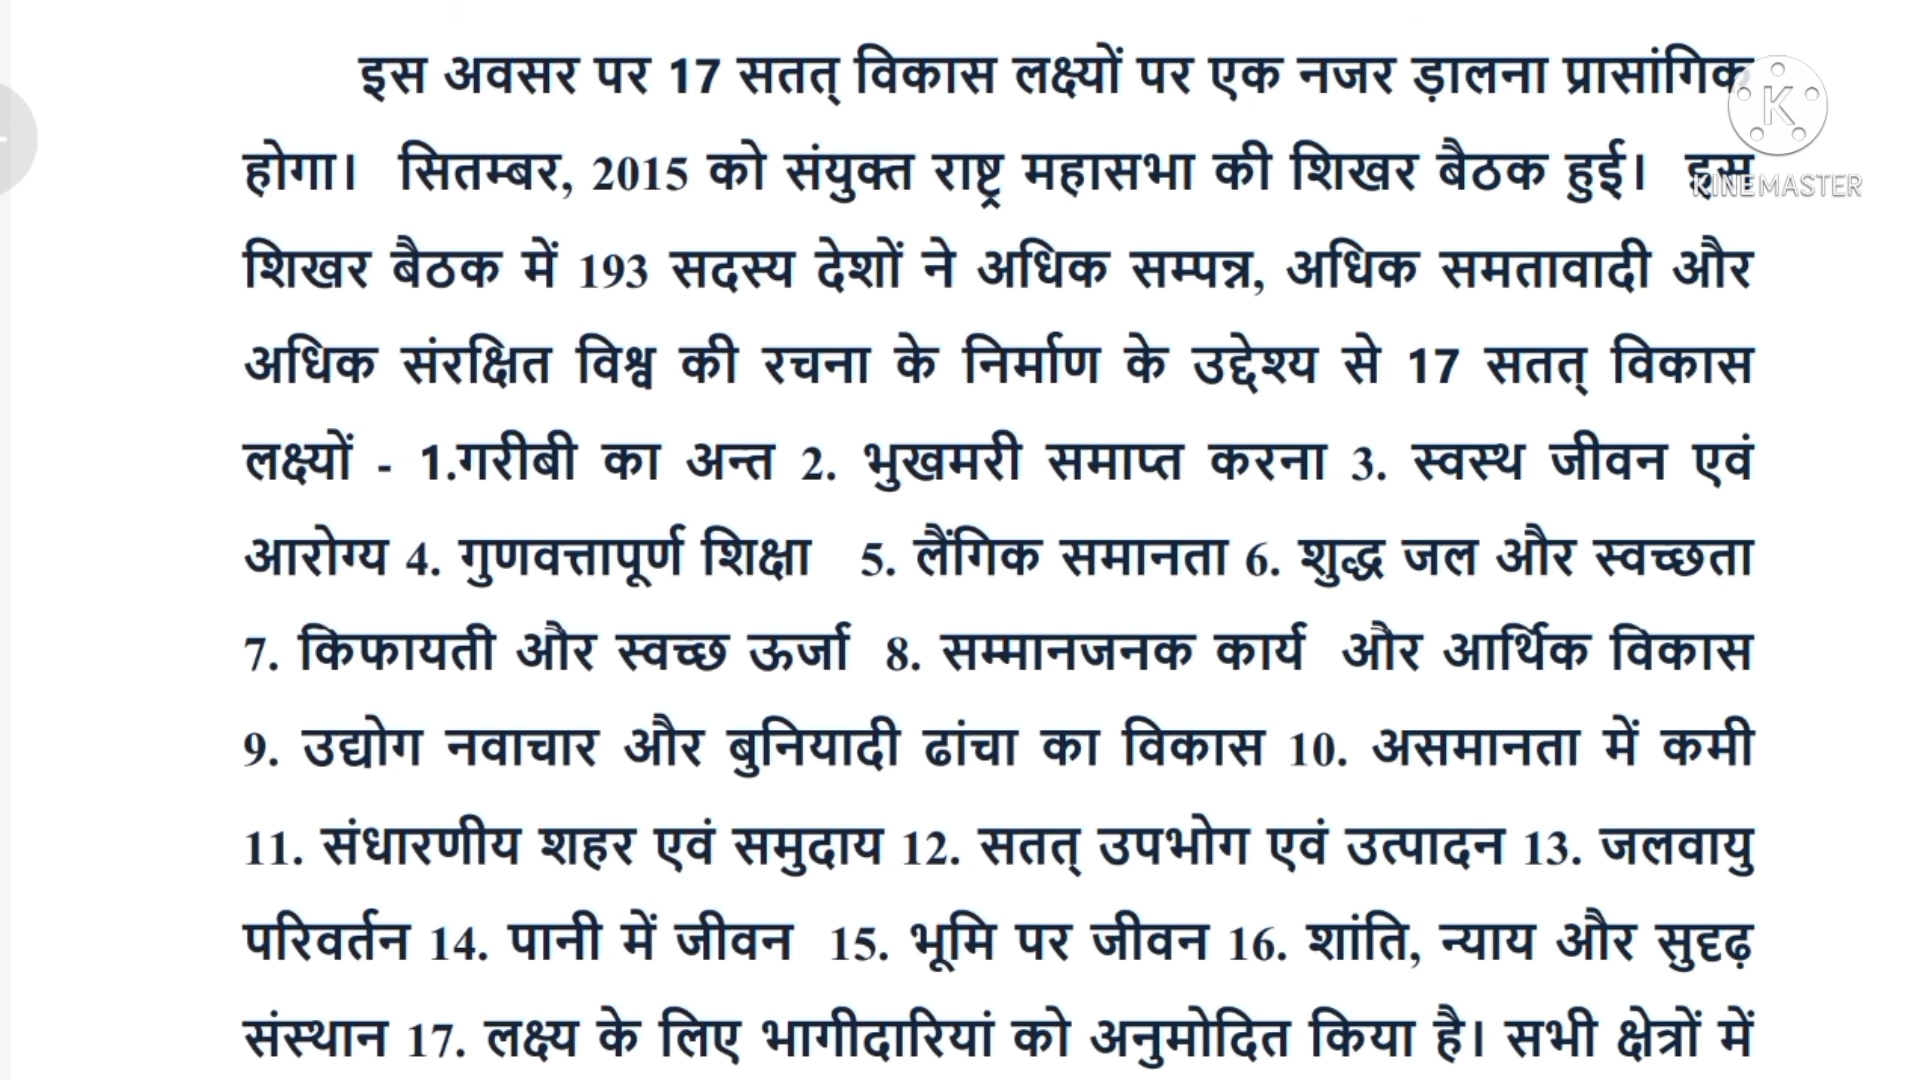 इस अवसर पर 17 सतत् विकास लक्ष्यों पर एक नजर ड़ालना प्रासांगिक
K
होगा। सितम्बर, 2015 को संयुक्त राष्ट्र महासभा की शिखर बैठक हुई। इस
KINEMASTER
शिखर बैठक में 193 सदस्य देशों ने अधिक सम्पन्न, अधिक समतावादी और
अधिक संरक्षित विश्व की रचना के निर्माण के उद्देश्य से 17 सतत् विकास
लक्ष्यों - 1.गरीबी का अन्त 2. भुखमरी समाप्त करना 3. स्वस्थ जीवन एवं
आरोग्य 4. गुणवत्तापूर्ण शिक्षा 5. लैंगिक समानता 6. शुद्ध जल और स्वच्छता
7. किफायती और स्वच्छ ऊर्जा 8. सम्मानजनक कार्य और आर्थिक विकास
9. उद्योग नवाचार और बुनियादी ढांचा का विकास 10. असमानता में कमी
11. संधारणीय शहर एवं समुदाय 12. सतत् उपभोग एवं उत्पादन 13. जलवायु
परिवर्तन 14. पानी में जीवन 15. भूमि पर जीवन 16. शांति, न्याय और सुदृढ़
संस्थान 17. लक्ष्य के लिए भागीदारियां को अनुमोदित किया है। सभी क्षेत्रों में